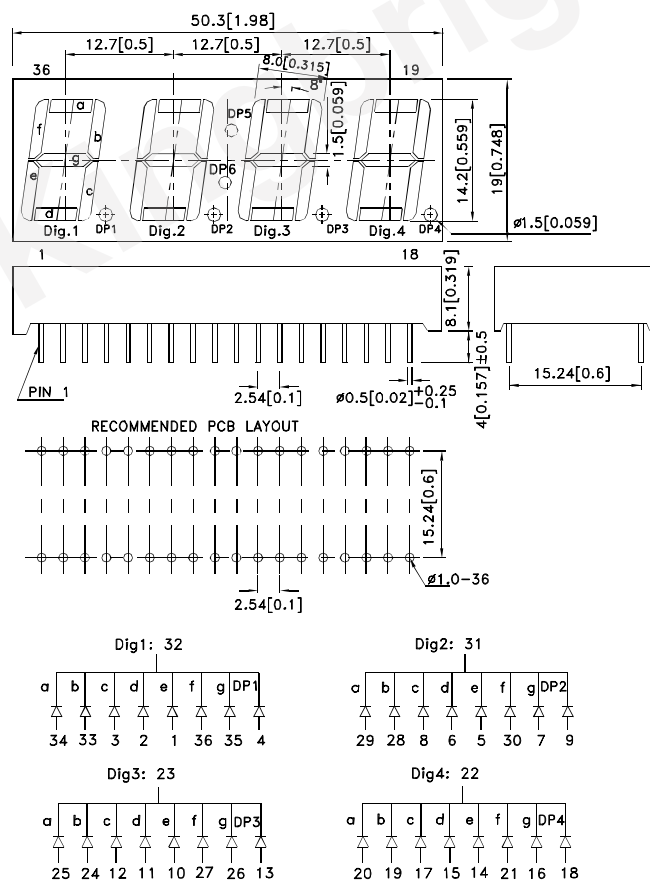 50.3[1.98]
12.7[0.5] 12.7[0.5] 12.7[0.5]
8.0[0.315]
36 19
8°
a
f b
g
e c
d
DP5
DP6
1.5[0.059]
14.2[0.559]
19[0.748]
Dig.1 DP1 Dig.2 DP2 Dig.3 DP3 Dig.4 DP4
ø1.5[0.059]
1 18
8.1[0.319]
PIN 1
2.54[0.1]
ø0.5[0.02]+0.25 -0.1
4[0.157]±0.5
15.24[0.6]
RECOMMENDED PCB LAYOUT
15.24[0.6]
ø1.0-36
2.54[0.1]
Dig1: 32
a b c d e f g DP1
34 33 3 2 1 36 35 4
Dig2: 31
a b c d e f g DP2
29 28 8 6 5 30 7 9
Dig3: 23
a b c d e f g DP3
25 24 12 11 10 27 26 13
Dig4: 22
a b c d e f g DP4
20 19 17 15 14 21 16 18
Kingbrig